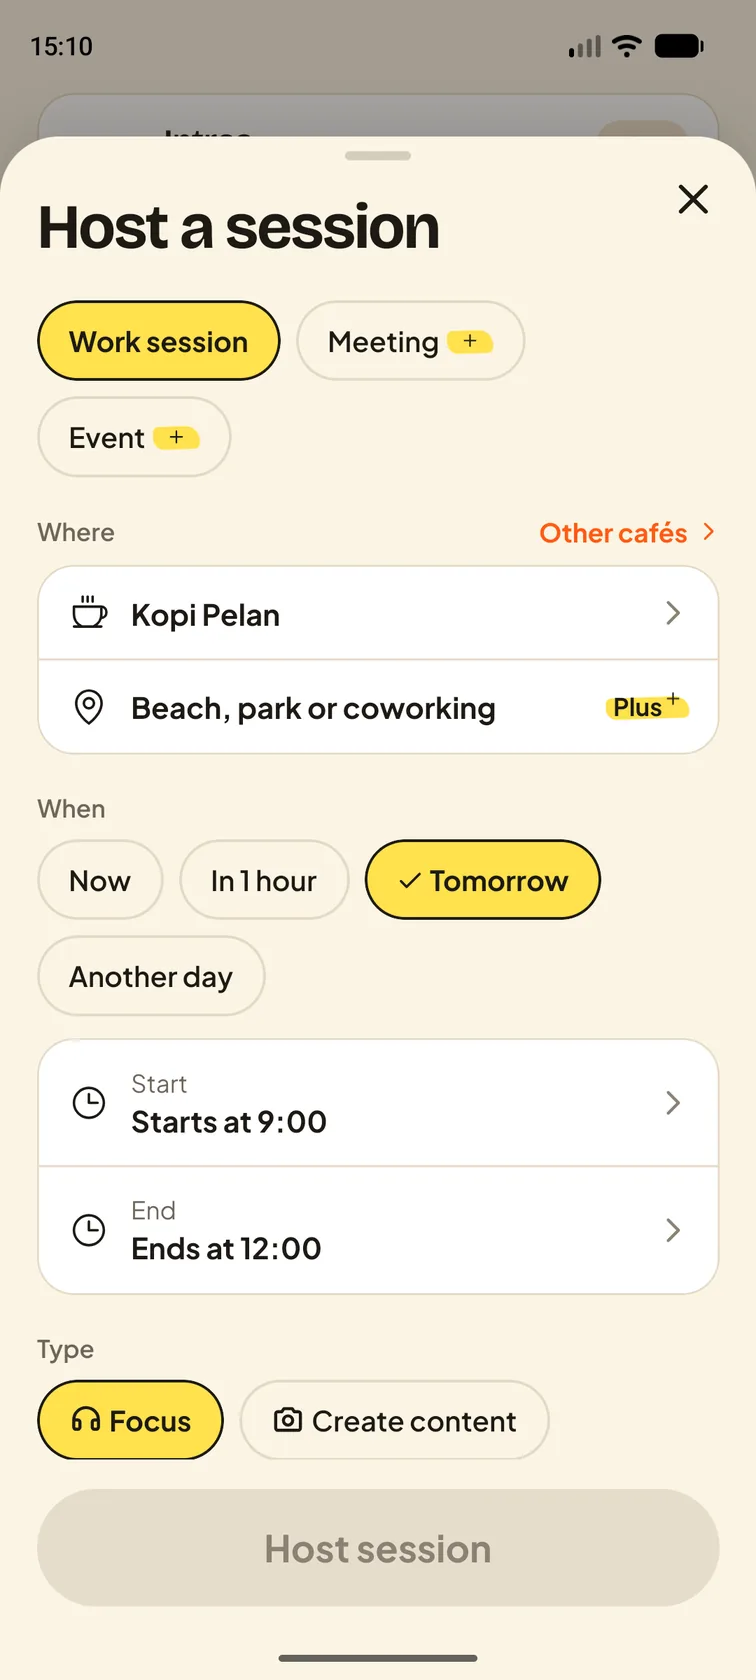 15:10
Host a session
Work session
Meeting +
Event +
Where
Other cafés
Kopi Pelan
Beach, park or coworking
Plus+
When
Now
In 1 hour
Tomorrow
Another day
Start
Starts at 9:00
End
Ends at 12:00
Type
Focus
Create content
Host session